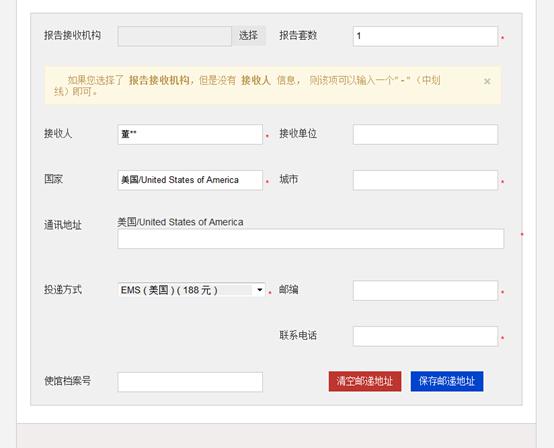 报告接收机构 选择 报告套数 1 *
如果您选择了 报告接收机构，但是没有 接收人 信息， 则该项可以输入一个" - "（中划 ×
线）即可。
接收人 董** * 接收单位
国家 美国/United States of America * 城市 *
通讯地址 美国/United States of America
*
投递方式 EMS ( 美国 ) ( 188 元 ) * 邮编 *
联系电话 *
使馆档案号 清空邮递地址 保存邮递地址